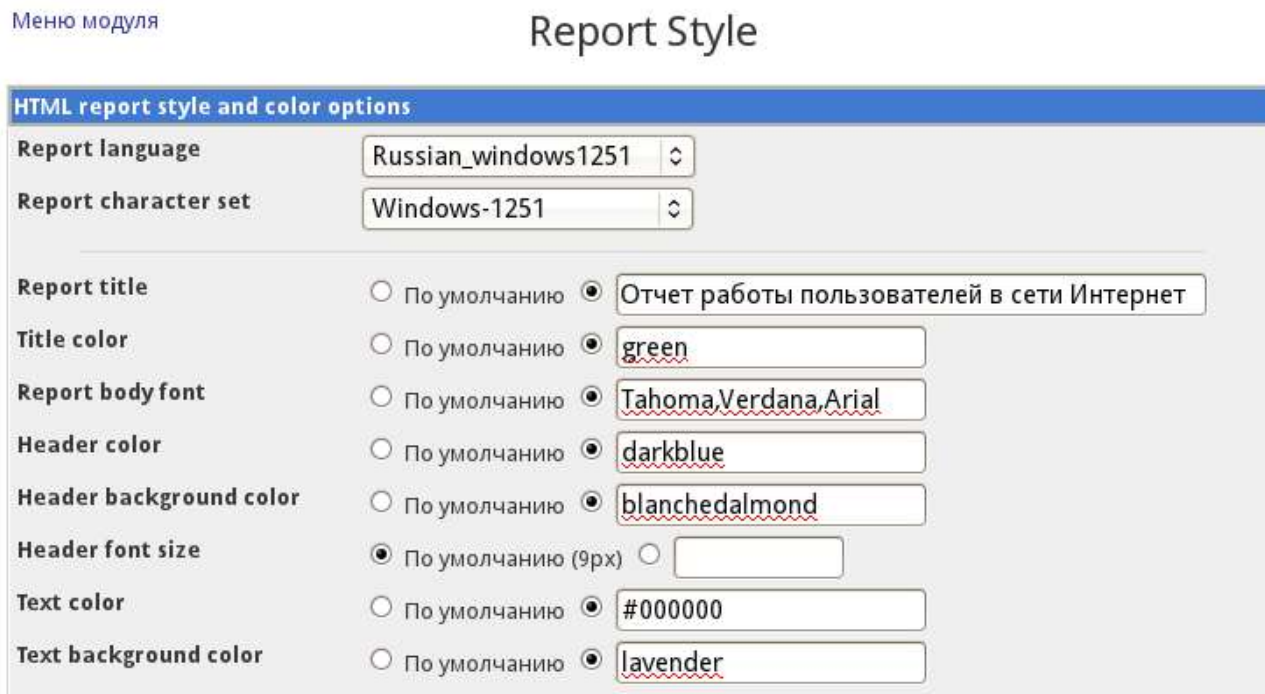 Меню модуля
Report Style
HTML report style and color options
Report language Russian_windows1251
Report character set Windows-1251
Report title По умолчанию Отчет работы пользователей в сети Интернет
Title color По умолчанию green
Report body font По умолчанию Tahoma,Verdana,Arial
Header color По умолчанию darkblue
Header background color По умолчанию blanchedalmond
Header font size По умолчанию (9px)
Text color По умолчанию #000000
Text background color По умолчанию lavender